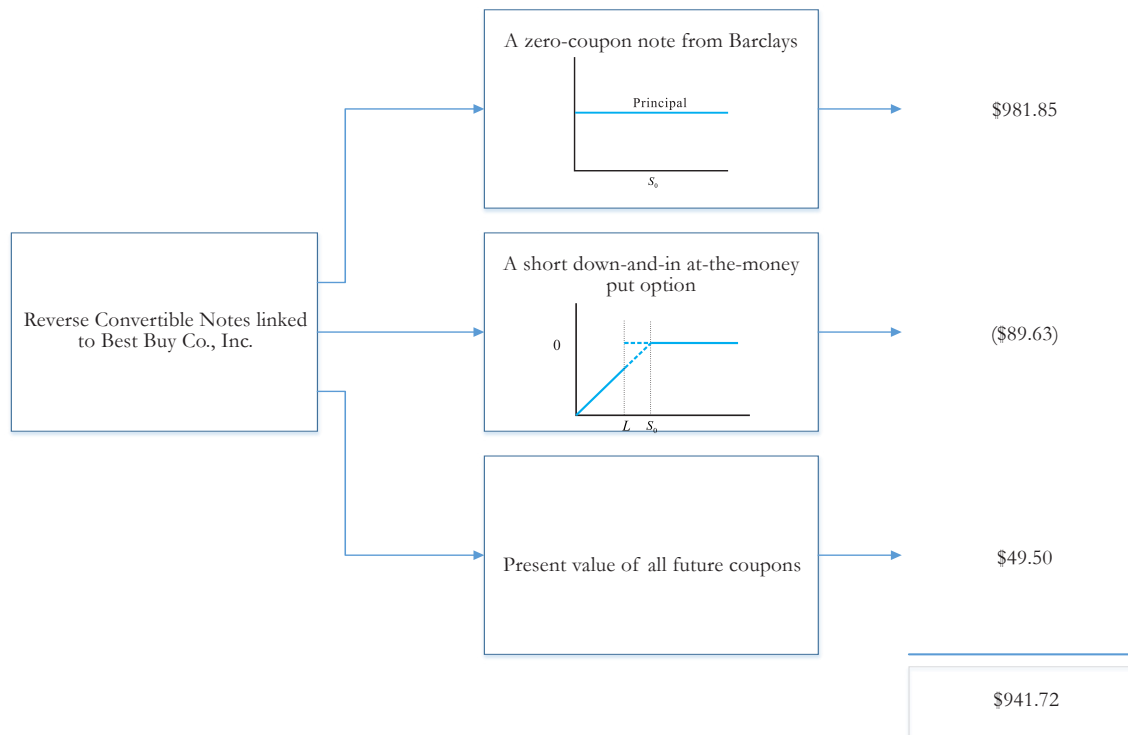 A zero-coupon note from Barclays
Principal
S₀
$981.85
Reverse Convertible Notes linked
to Best Buy Co., Inc.
A short down-and-in at-the-money
put option
0
L S₀
($89.63)
Present value of all future coupons
$49.50
$941.72